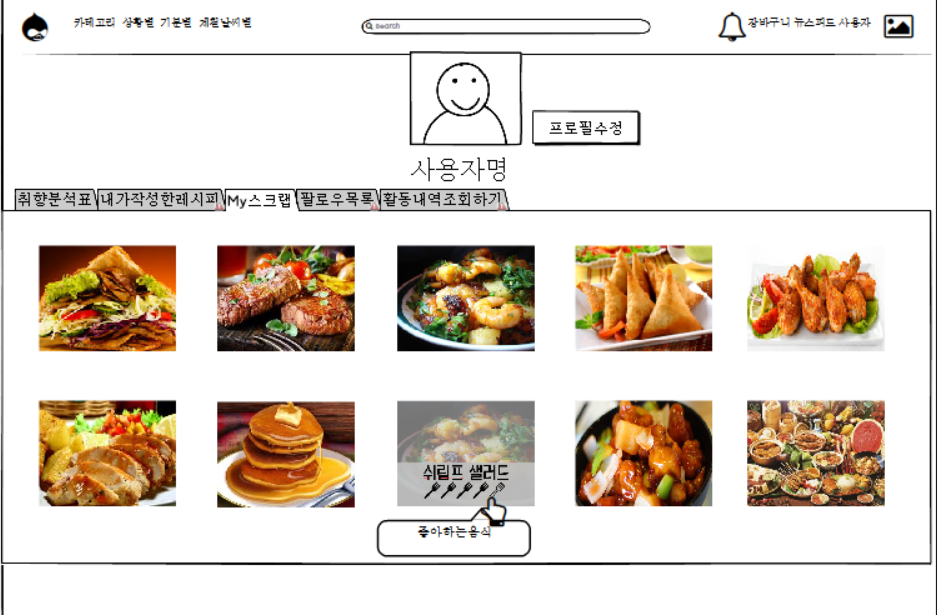 카테고리 상황별 기분별 계절날씨별
Search
장바구니 뉴스피드 사용자
프로필수정
사용자명
취향분석표 내가작성한레시피 My스크랩 팔로우목록 활동내역조회하기
쉬림프 샐러드
좋아하는음식